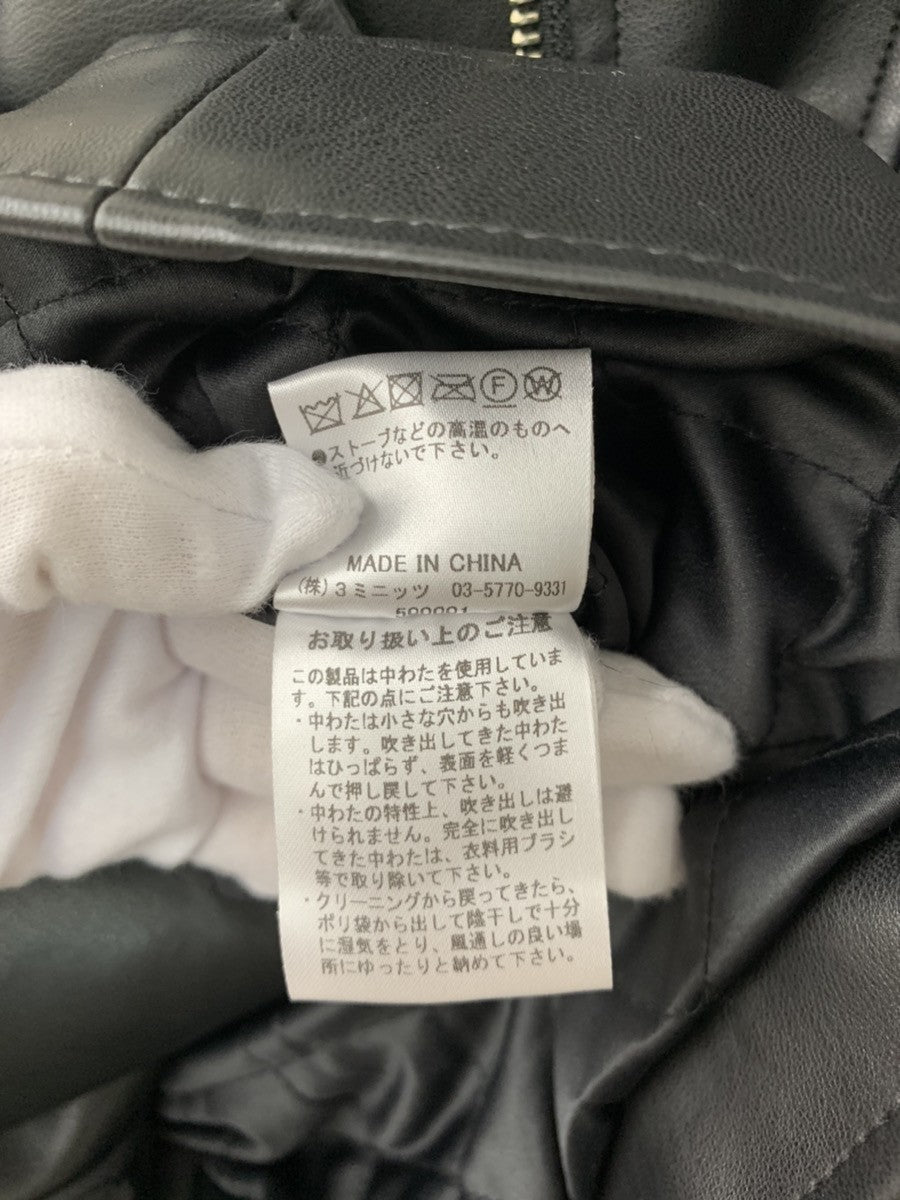 ●ストーブなどの高温のものへ
近づけないで下さい。
MADE IN CHINA
(株)3ミニッツ 03-5770-9331
お取り扱い上のご注意
この製品は中わたを使用していま
す。下記の点にご注意下さい。
・中わたは小さな穴からも吹き出
します。吹き出してきた中わた
はひっぱらず、表面を軽くつま
んで押し戻して下さい。
・中わたの特性上、吹き出しは避
けられません。完全に吹き出し
てきた中わたは、衣料用ブラシ
等で取り除いて下さい。
・クリーニングから戻ってきたら、
ポリ袋から出して陰干しで十分
に湿気をとり、風通しの良い場
所にゆったりと納めて下さい。